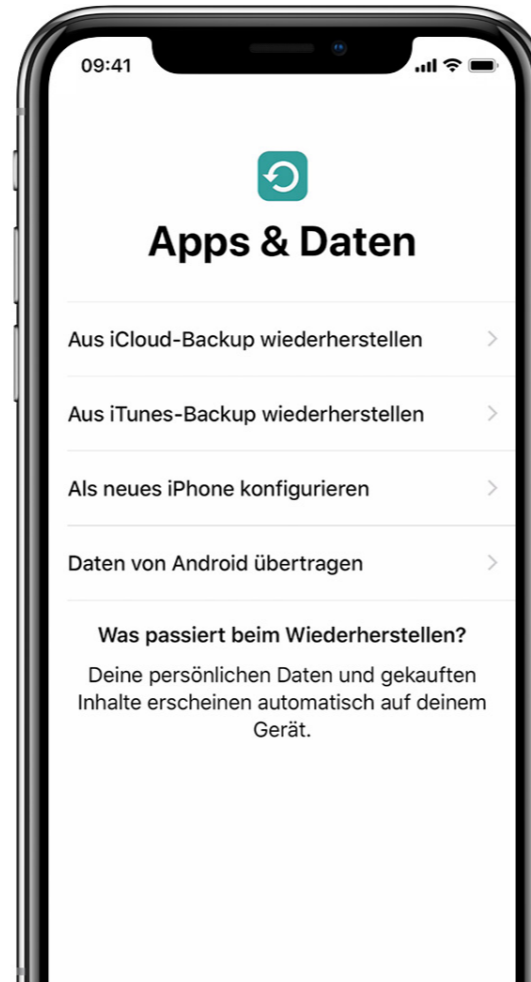 09:41
Apps & Daten
Aus iCloud-Backup wiederherstellen
Aus iTunes-Backup wiederherstellen
Als neues iPhone konfigurieren
Daten von Android übertragen
Was passiert beim Wiederherstellen?
Deine persönlichen Daten und gekauften
Inhalte erscheinen automatisch auf deinem
Gerät.